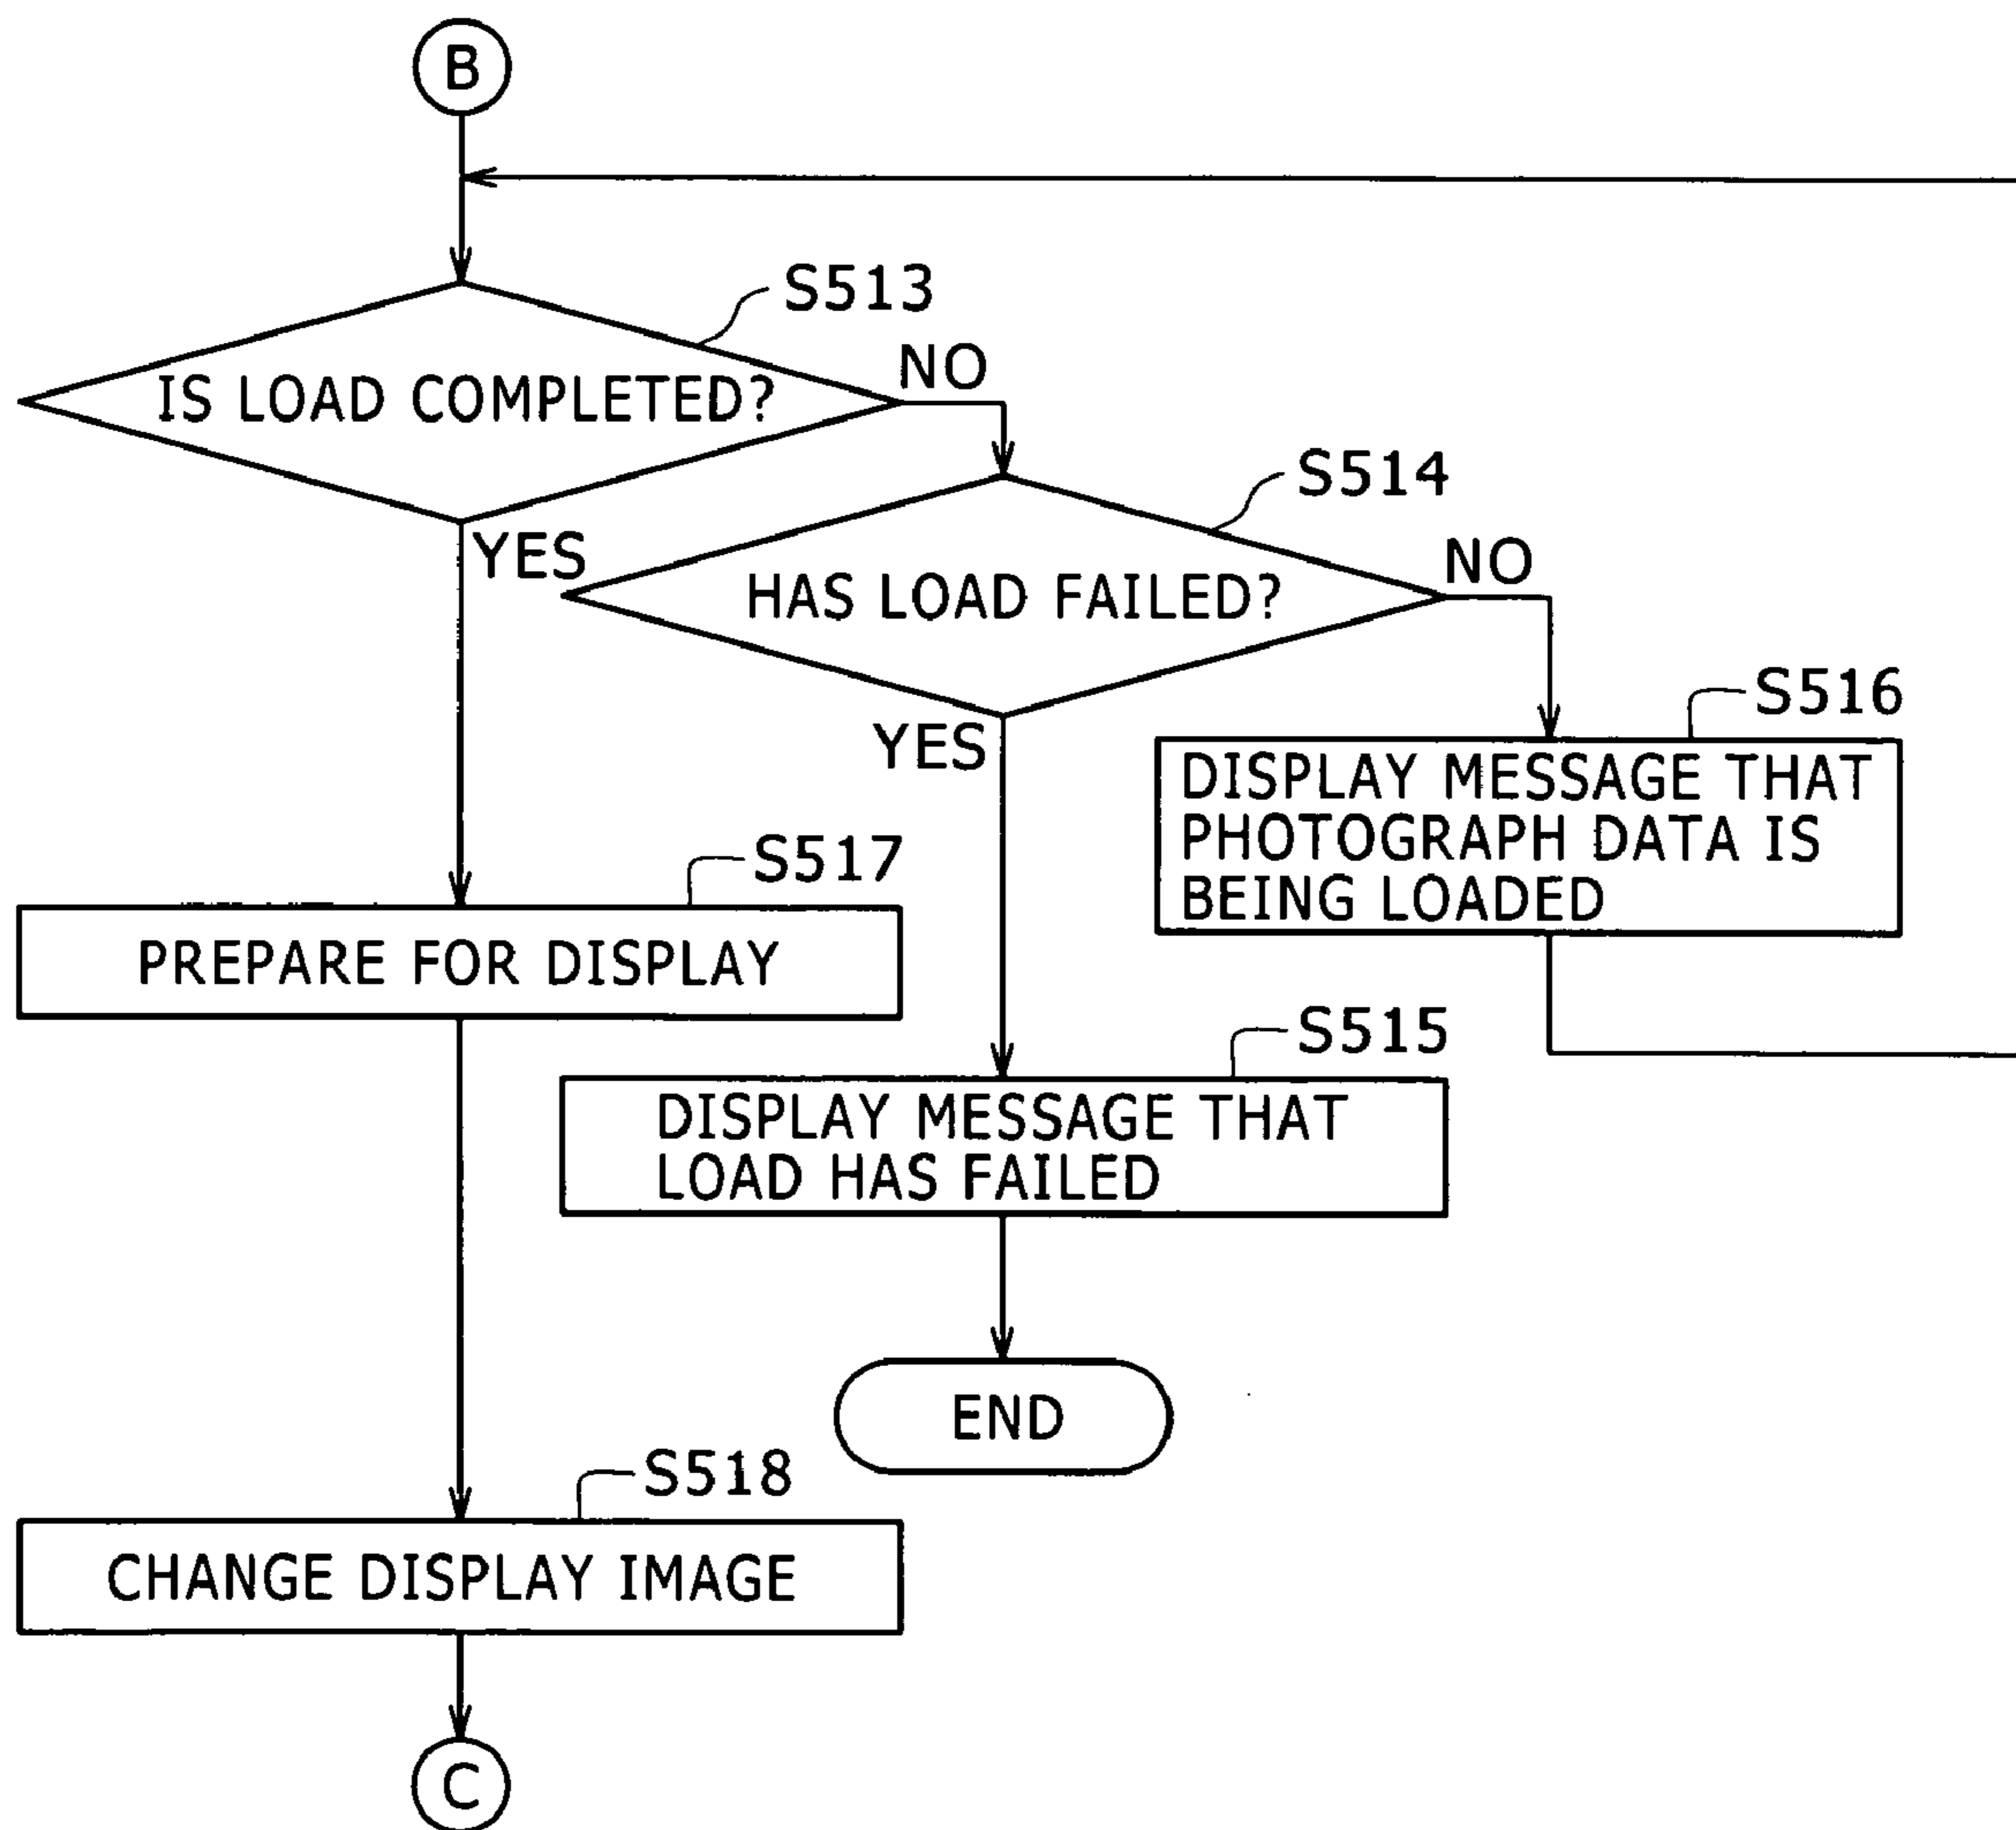 B
S513
IS LOAD COMPLETED?
NO
YES
S514
HAS LOAD FAILED?
NO
YES
S516
DISPLAY MESSAGE THAT
PHOTOGRAPH DATA IS
BEING LOADED
S517
PREPARE FOR DISPLAY
S515
DISPLAY MESSAGE THAT
LOAD HAS FAILED
END
S518
CHANGE DISPLAY IMAGE
C